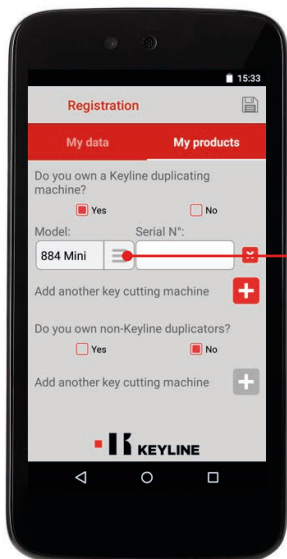 15:33
Registration
My data
My products
Do you own a Keyline duplicating
machine?
Yes
No
Model:
Serial N°:
884 Mini
Add another key cutting machine
Do you own non-Keyline duplicators?
Yes
No
Add another key cutting machine
KEYLINE